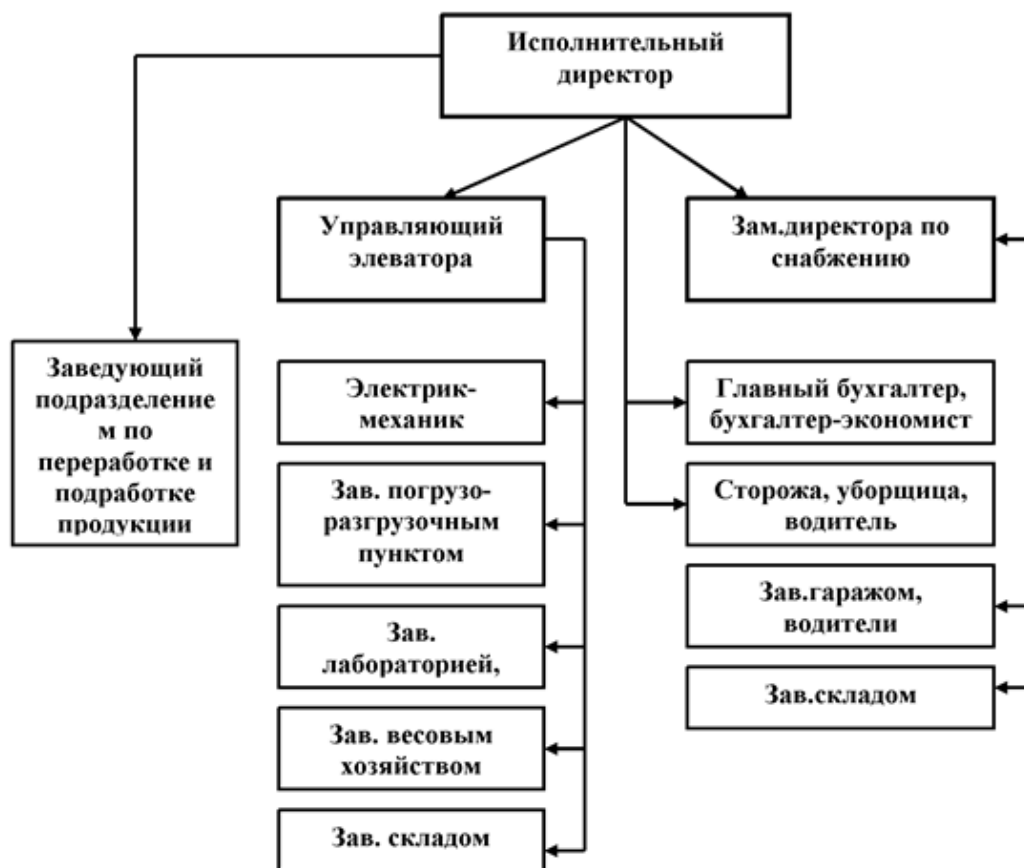 Исполнительный
директор
Управляющий
элеватора
Зам.директора по
снабжению
Заведующий
подразделение
м по
переработке и
подработке
продукции
Электрик-
механик
Главный бухгалтер,
бухгалтер-экономист
Зав. погрузо-
разгрузочным
пунктом
Сторожа, уборщица,
водитель
Зав.
лабораторией,
Зав.гаражом,
водители
Зав. весовым
хозяйством
Зав.складом
Зав. складом